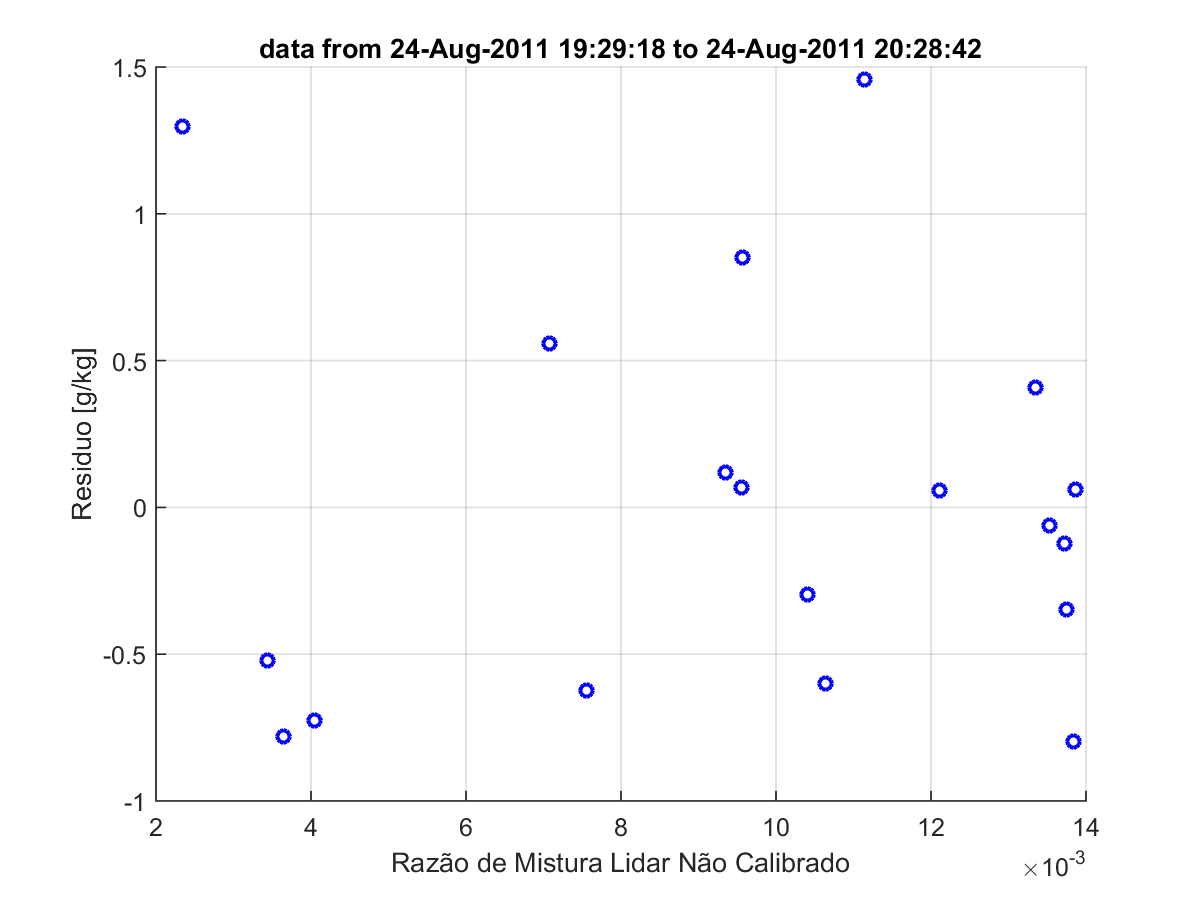 data from 24-Aug-2011 19:29:18 to 24-Aug-2011 20:28:42
1.5
1
0.5
0
-0.5
-1
Residuo [g/kg]
2 4 6 8 10 12 14
Razão de Mistura Lidar Não Calibrado
×10⁻³